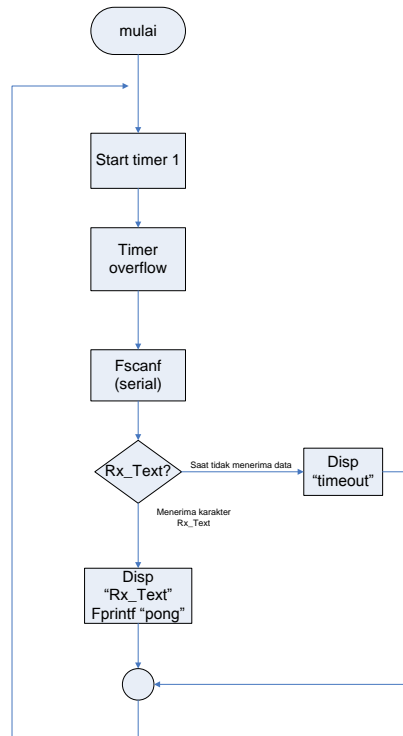 mulai
Start timer 1
Timer
overflow
Fscanf
(serial)
Rx_Text?
Saat tidak menerima data
Disp
“timeout”
Menerima karakter
Rx_Text
Disp
“Rx_Text”
Fprintf “pong”